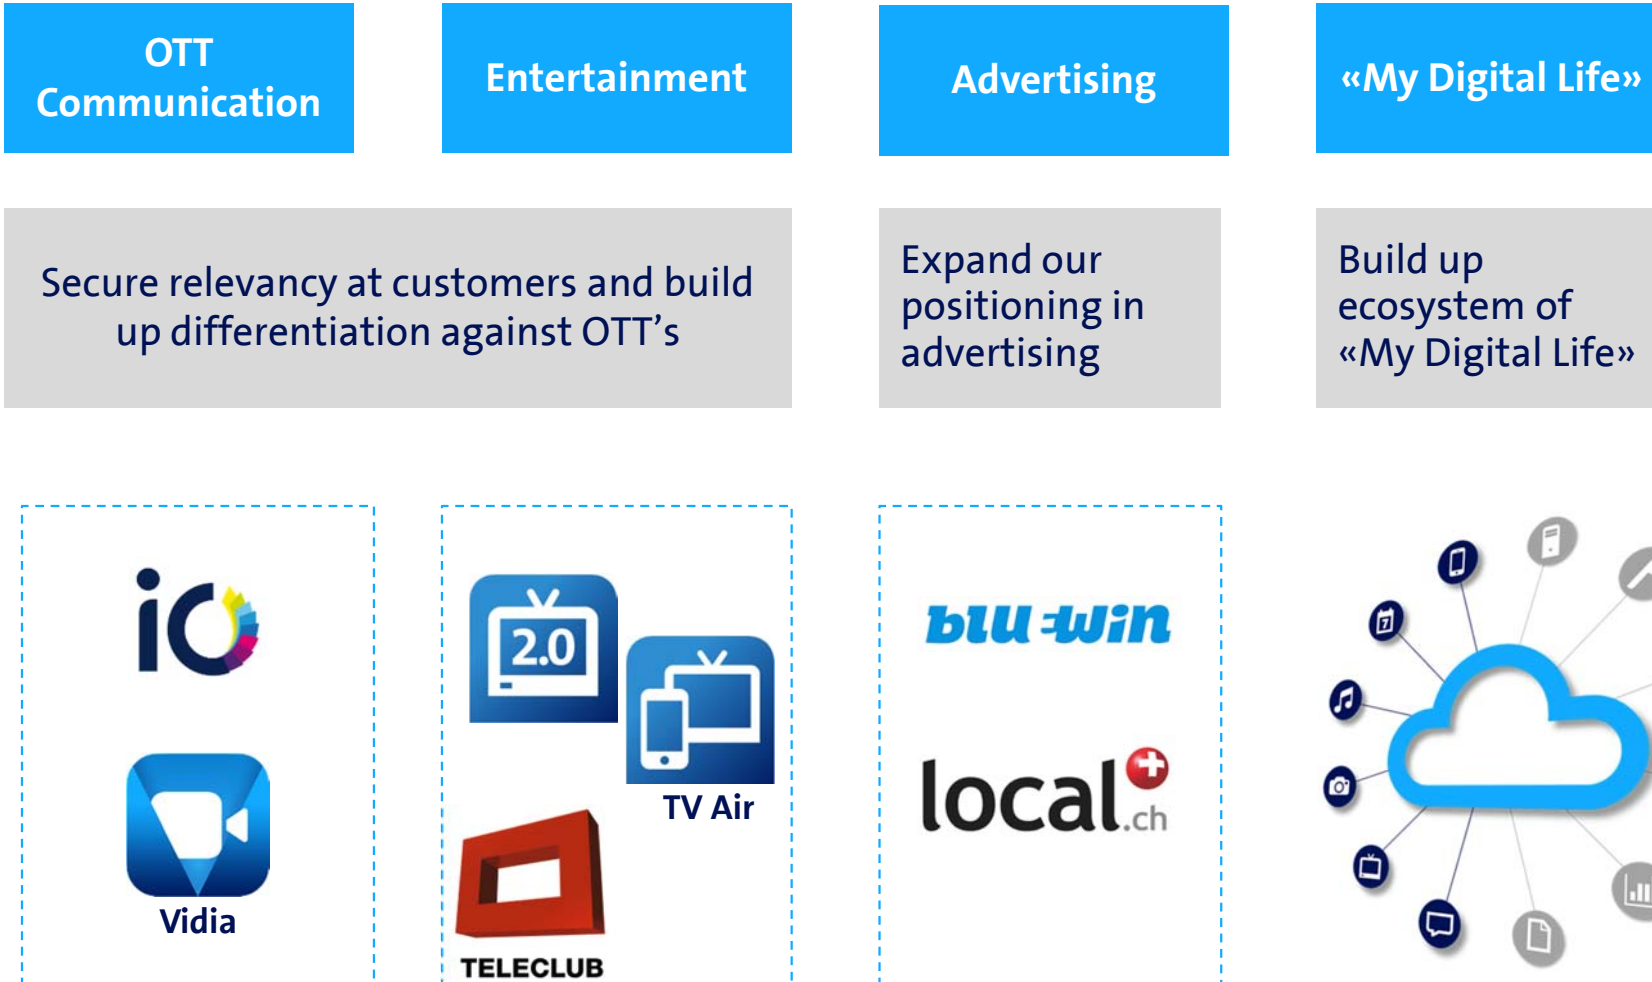 OTT
Communication
Entertainment
Advertising
«My Digital Life»
Secure relevancy at customers and build
up differentiation against OTT’s
Expand our
positioning in
advertising
Build up
ecosystem of
«My Digital Life»
iO
Vidia
2.0
TV Air
TELECLUB
bluewin
local.ch
7